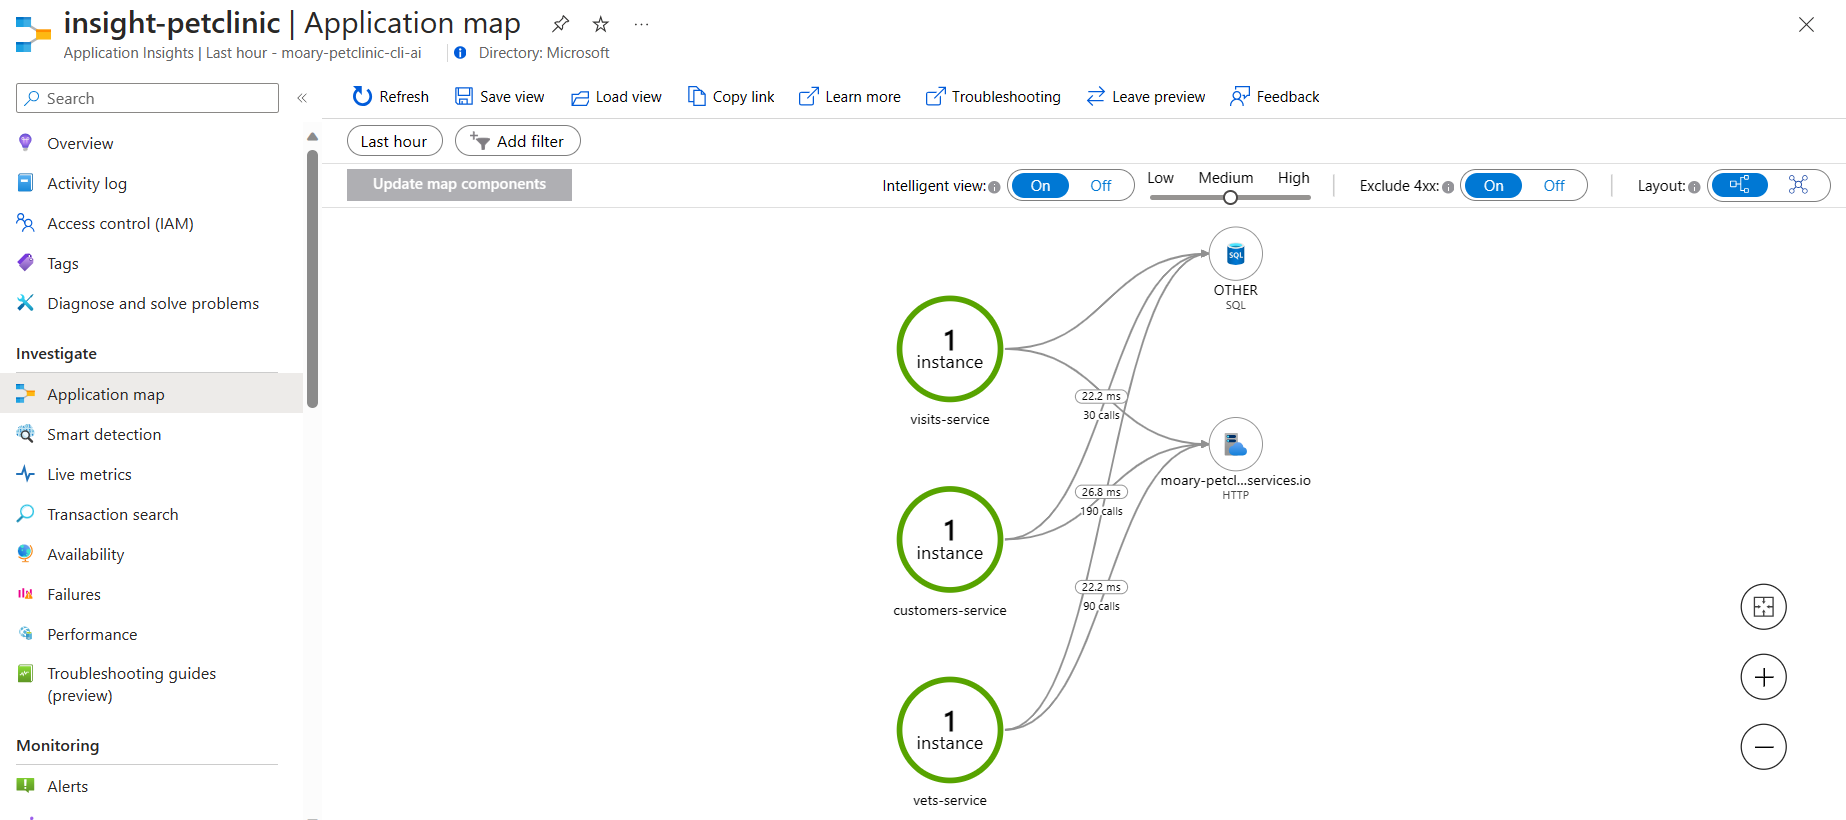 insight-petclinic | Application map
Application Insights | Last hour - moary-petclinic-cli-ai
Directory: Microsoft
Search
Refresh
Save view
Load view
Copy link
Learn more
Troubleshooting
Leave preview
Feedback
Overview
Activity log
Access control (IAM)
Tags
Diagnose and solve problems
Investigate
Application map
Smart detection
Live metrics
Transaction search
Availability
Failures
Performance
Troubleshooting guides
(preview)
Monitoring
Alerts
Last hour
Add filter
Update map components
Intelligent view:
On
Off
Low
Medium
High
Exclude 4xx:
On
Off
Layout:
SQL
OTHER
SQL
1
instance
visits-service
22.2 ms
30 calls
moary-petcl...services.io
HTTP
26.8 ms
190 calls
1
instance
customers-service
22.2 ms
90 calls
1
instance
vets-service